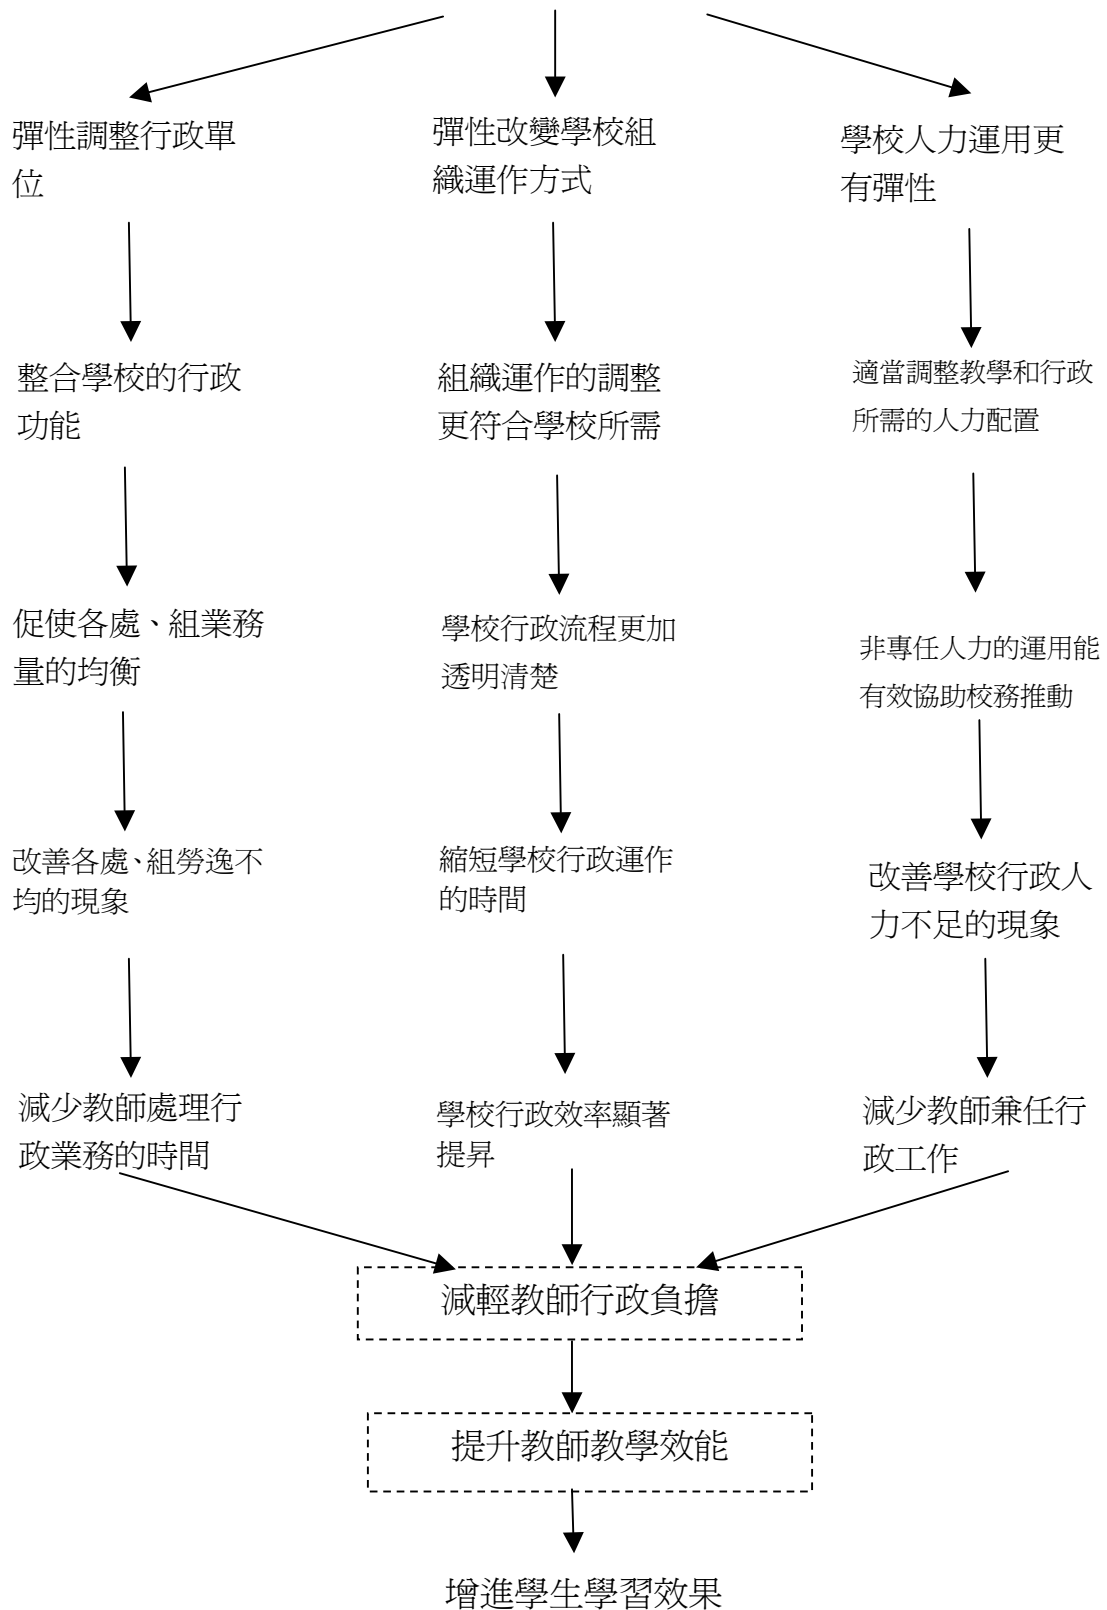 彈性調整行政單
位
彈性改變學校組
織運作方式
學校人力運用更
有彈性
整合學校的行政
功能
組織運作的調整
更符合學校所需
適當調整教學和行政
所需的人力配置
促使各處、組業務
量的均衡
學校行政流程更加
透明清楚
非專任人力的運用能
有效協助校務推動
改善各處、組勞逸不
均的現象
縮短學校行政運作
的時間
改善學校行政人
力不足的現象
減少教師處理行
政業務的時間
學校行政效率顯著
提昇
減少教師兼任行
政工作
減輕教師行政負擔
提升教師教學效能
增進學生學習效果